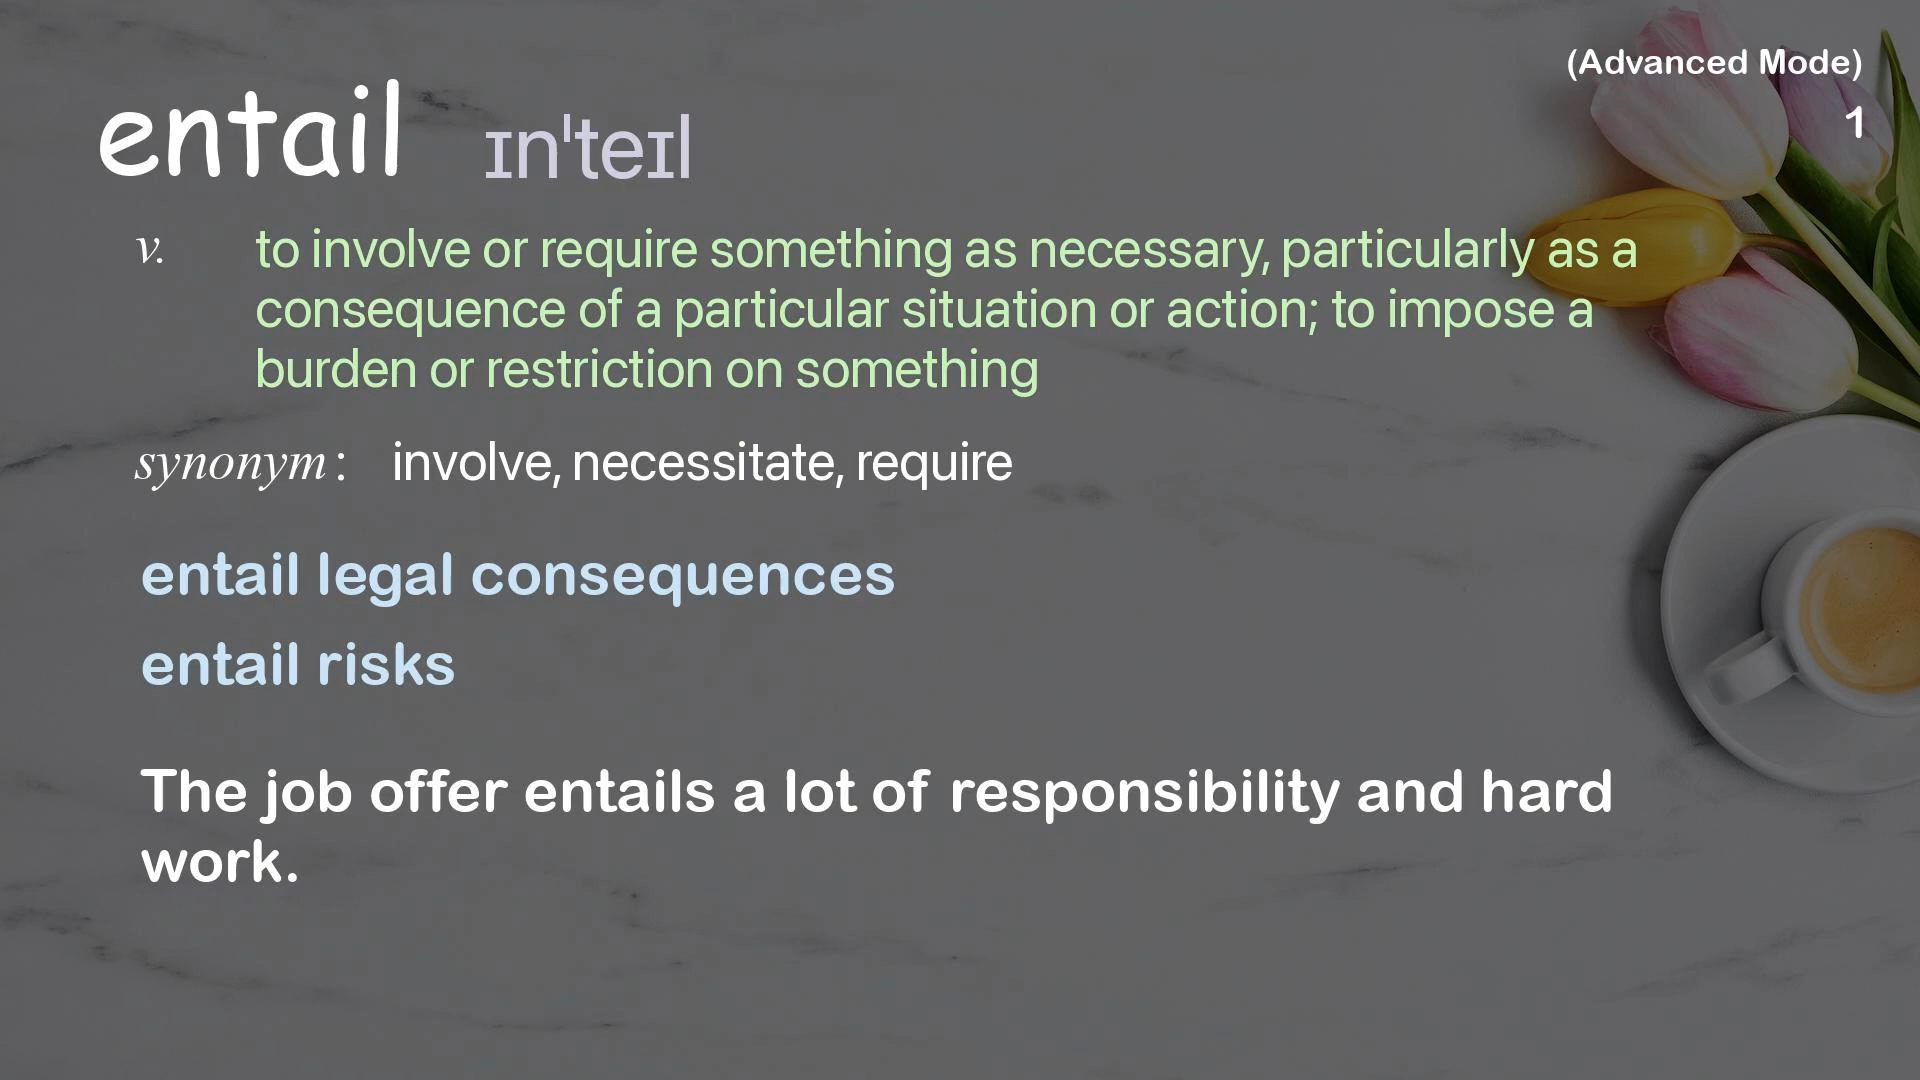 (Advanced Mode)
1
entail ɪnˈteɪl
v. to involve or require something as necessary, particularly as a
consequence of a particular situation or action; to impose a
burden or restriction on something
synonym : involve, necessitate, require
entail legal consequences
entail risks
The job offer entails a lot of responsibility and hard
work.